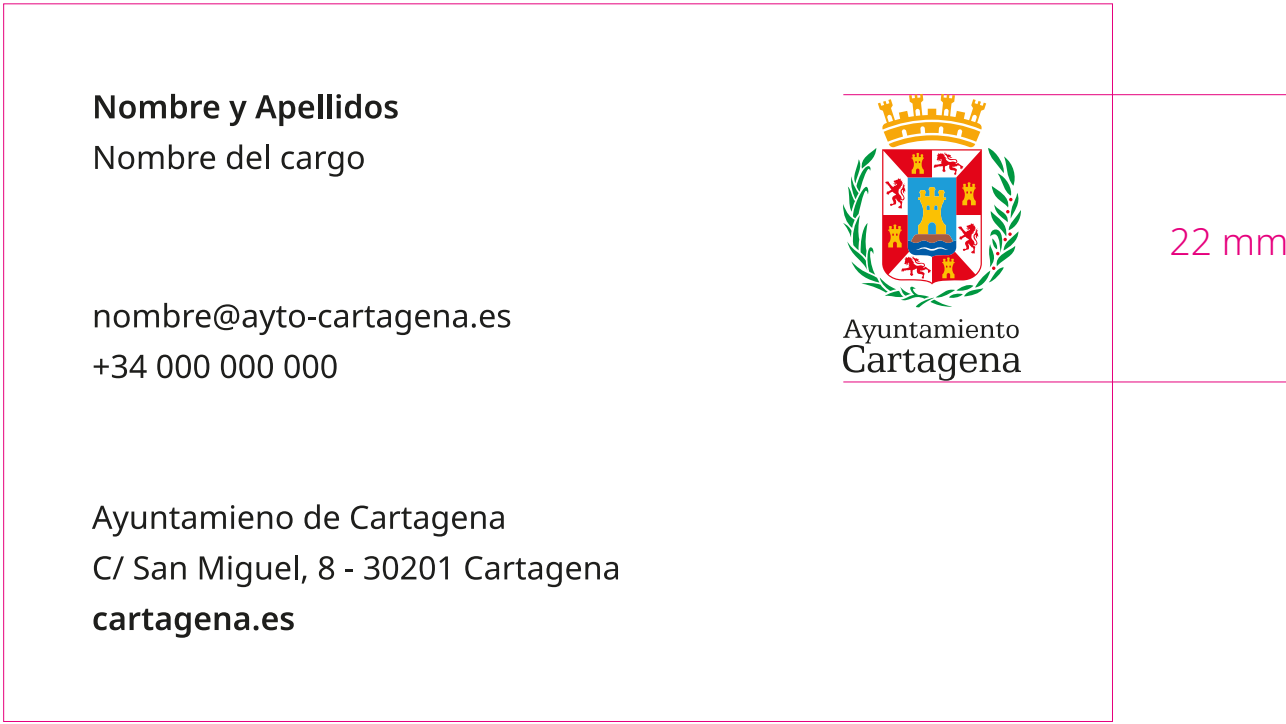 Nombre y Apellidos
Nombre del cargo
nombre@ayto-cartagena.es
+34 000 000 000
Ayuntamieno de Cartagena
C/ San Miguel, 8 - 30201 Cartagena
cartagena.es
Ayuntamiento
Cartagena
22 mm